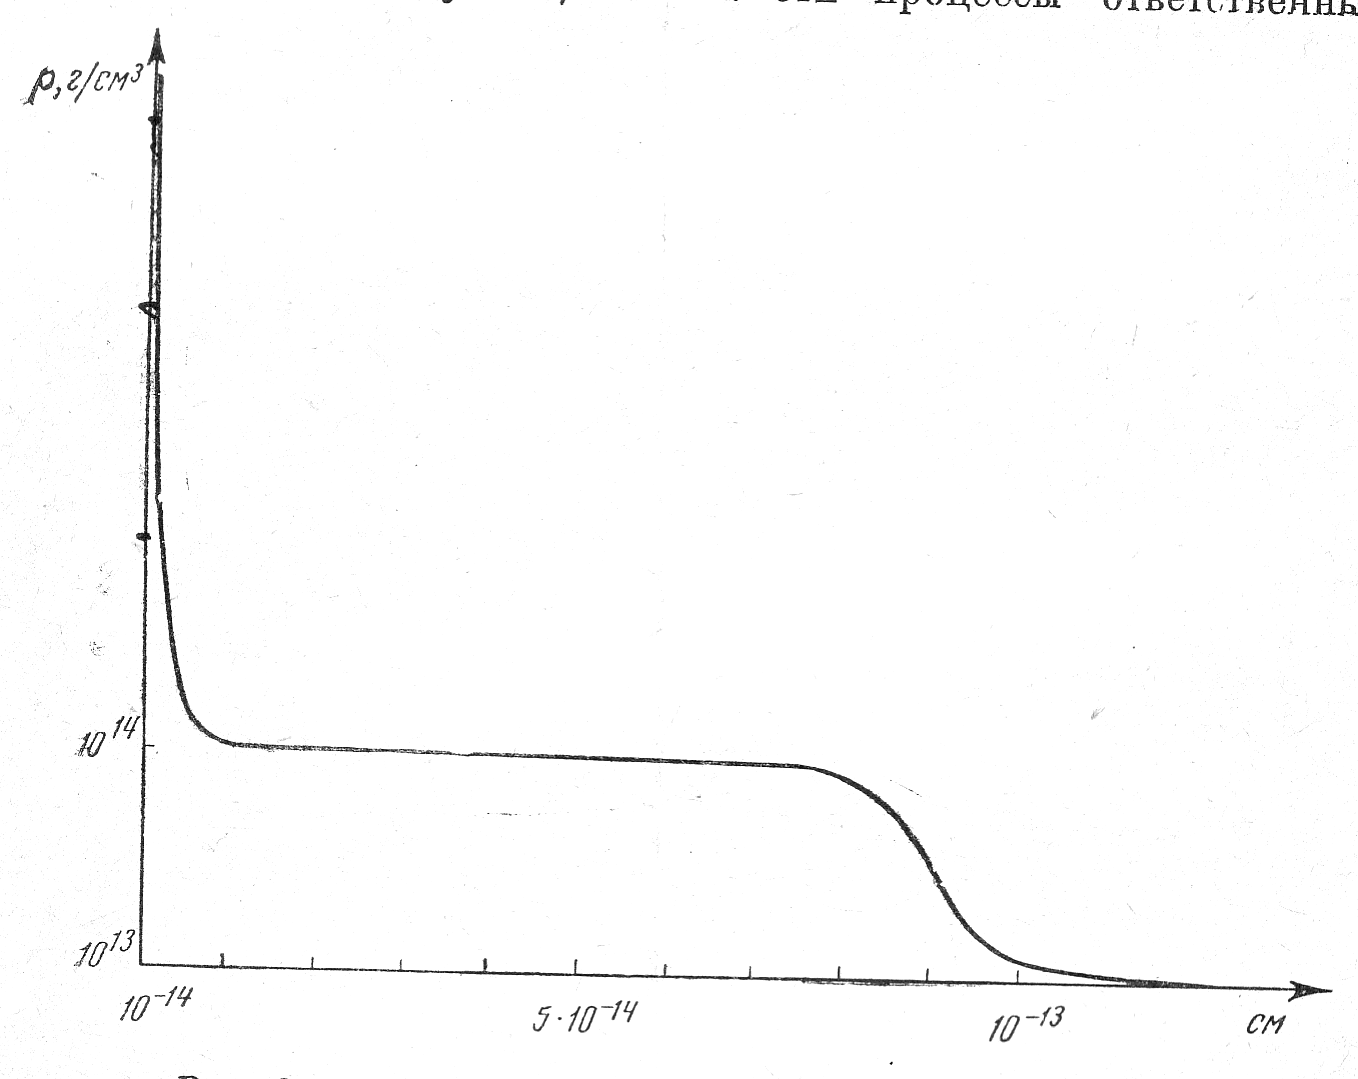 процессы ответственны
ρ, г/см³
10¹⁴
10¹³
10⁻¹⁴
5·10⁻¹⁴
10⁻¹³
см